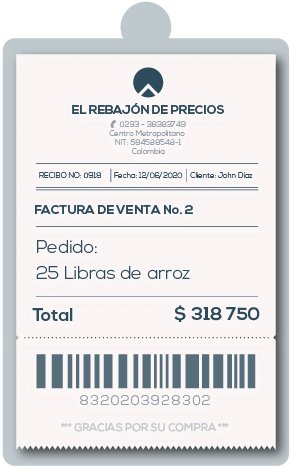 EL REBAJÓN DE PRECIOS
0293 - 38383749
Centro Metropolitano
NIT: 584588548-1
Colombia
RECIBO NO: 0918 Fecha: 12/06/2020 Cliente: John Díaz
FACTURA DE VENTA No. 2
Pedido:
25 Libras de arroz
Total $ 318 750
8320203928302
*** GRACIAS POR SU COMPRA ***